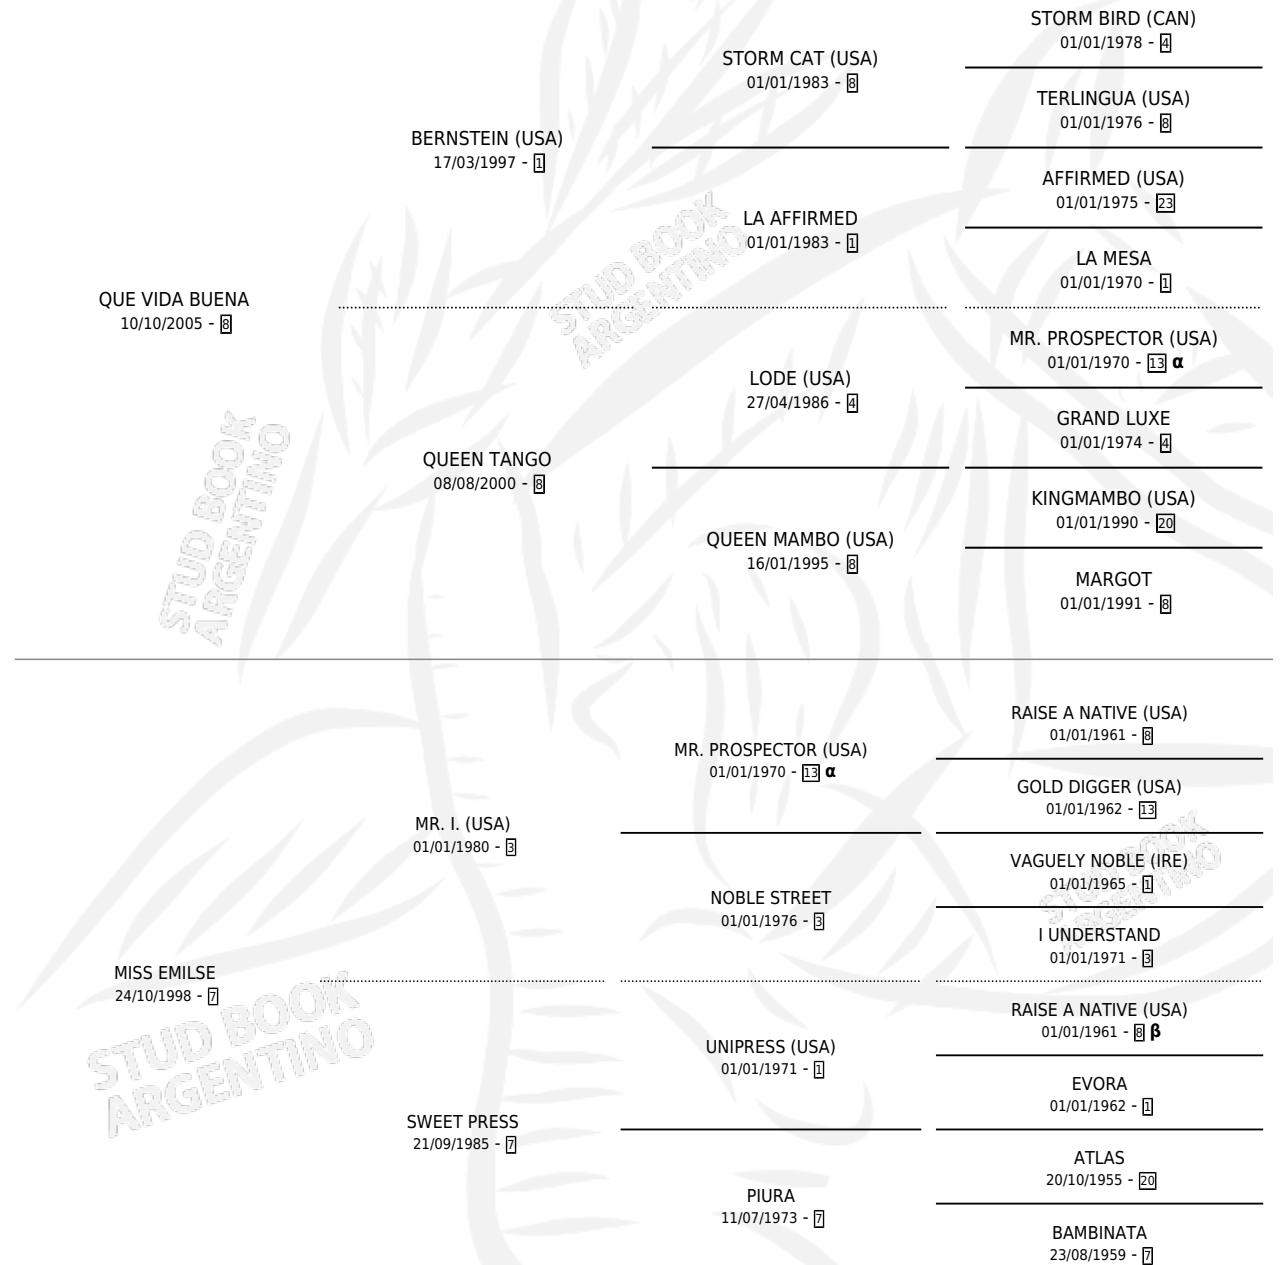 STORM BIRD (CAN)
01/01/1978 - 4
STORM CAT (USA)
01/01/1983 - 8
TERLINGUA (USA)
01/01/1976 - 8
BERNSTEIN (USA)
17/03/1997 - 1
AFFIRMED (USA)
01/01/1975 - 23
LA AFFIRMED
01/01/1983 - 1
LA MESA
01/01/1970 - 1
QUE VIDA BUENA
10/10/2005 - 8
MR. PROSPECTOR (USA)
01/01/1970 - 13 α
LODE (USA)
27/04/1986 - 4
GRAND LUXE
01/01/1974 - 4
QUEEN TANGO
08/08/2000 - 8
KINGMAMBO (USA)
01/01/1990 - 20
QUEEN MAMBO (USA)
16/01/1995 - 8
MARGOT
01/01/1991 - 8
STUD BOOK
ARGENTINO
STUD BOOK
ARGENTINO
RAISE A NATIVE (USA)
01/01/1961 - 8
MR. PROSPECTOR (USA)
01/01/1970 - 13 α
GOLD DIGGER (USA)
01/01/1962 - 13
MR. I. (USA)
01/01/1980 - 3
VAGUELY NOBLE (IRE)
01/01/1965 - 1
NOBLE STREET
01/01/1976 - 3
I UNDERSTAND
01/01/1971 - 3
MISS EMILSE
24/10/1998 - 7
RAISE A NATIVE (USA)
01/01/1961 - 8 β
UNIPRESS (USA)
01/01/1971 - 1
EVORA
01/01/1962 - 1
SWEET PRESS
21/09/1985 - 7
ATLAS
20/10/1955 - 20
PIURA
11/07/1973 - 7
BAMBINATA
23/08/1959 - 7
STUD BOOK
ARGENTINO
STUD BOOK
ARGENTINO